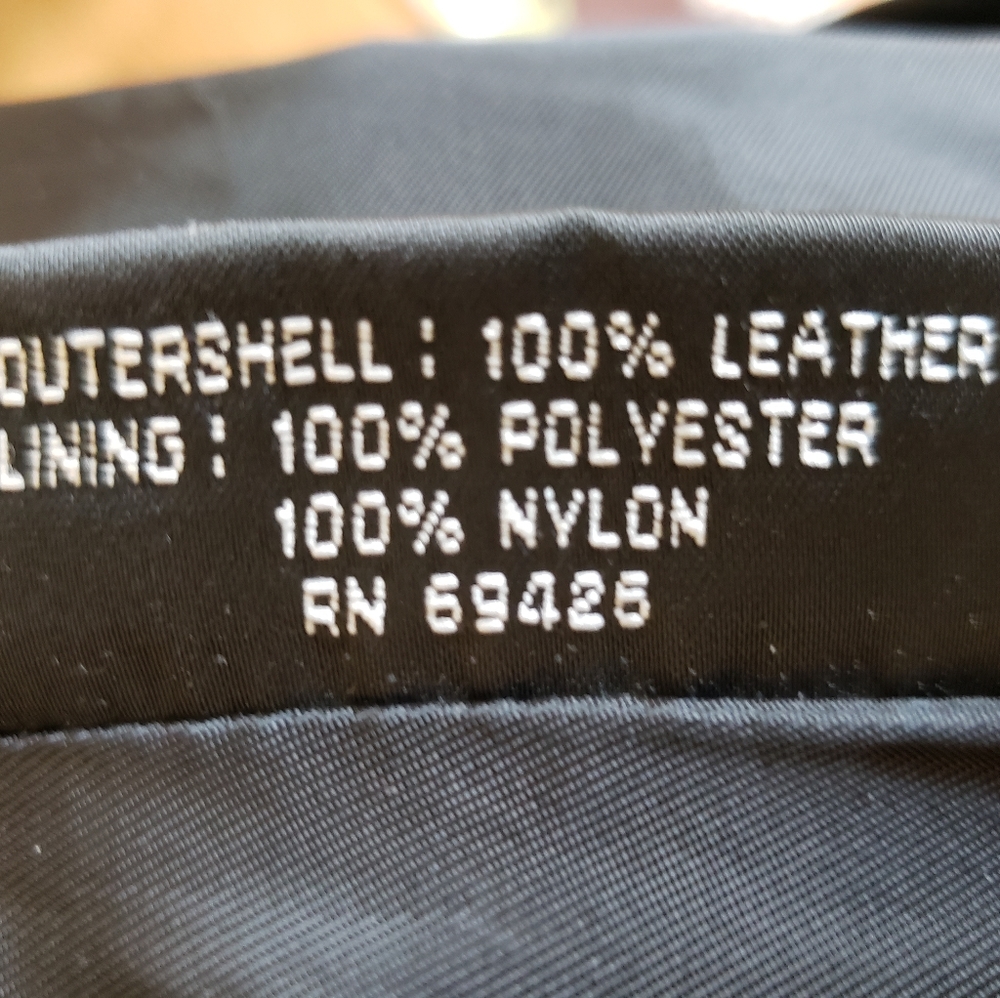 OUTERSHELL: 100% LEATHER
LINING: 100% POLYESTER
100% NYLON
RN 69426